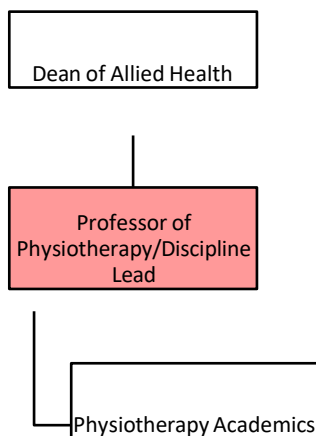 Dean of Allied Health
Professor of
Physiotherapy/Discipline
Lead
Physiotherapy Academics